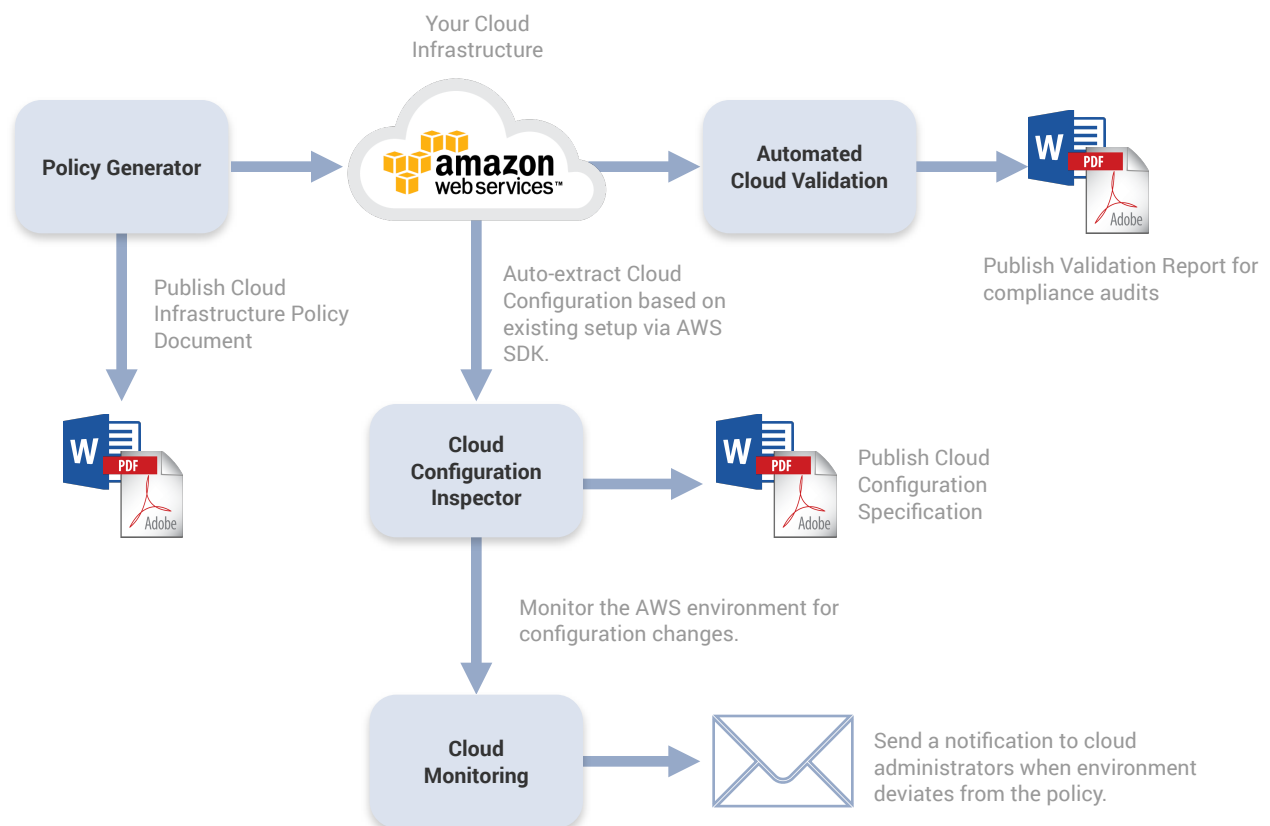 Your Cloud
Infrastructure
Policy Generator
amazon
web services™
Automated
Cloud Validation
W
PDF
Adobe
Publish Validation Report for
compliance audits
Publish Cloud
Infrastructure Policy
Document
Auto-extract Cloud
Configuration based on
existing setup via AWS
SDK.
W
PDF
Adobe
Cloud
Configuration
Inspector
W
PDF
Adobe
Publish Cloud
Configuration
Specification
Monitor the AWS environment for
configuration changes.
Cloud
Monitoring
Send a notification to cloud
administrators when environment
deviates from the policy.